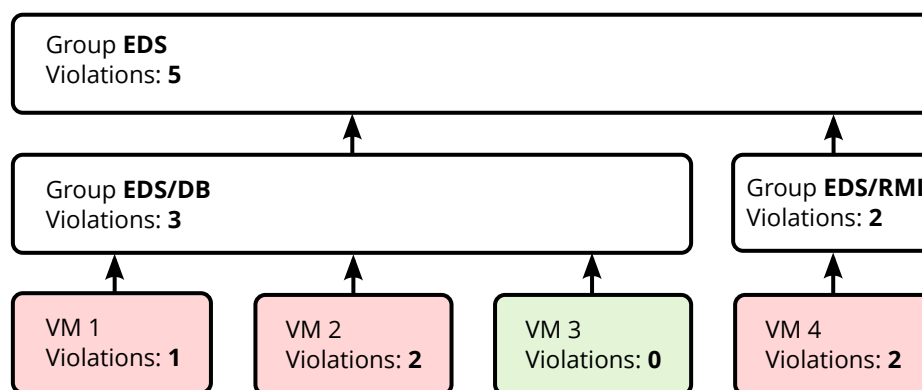 Group EDS
Violations: 5
Group EDS/DB
Violations: 3
Group EDS/RMI
Violations: 2
VM 1
Violations: 1
VM 2
Violations: 2
VM 3
Violations: 0
VM 4
Violations: 2